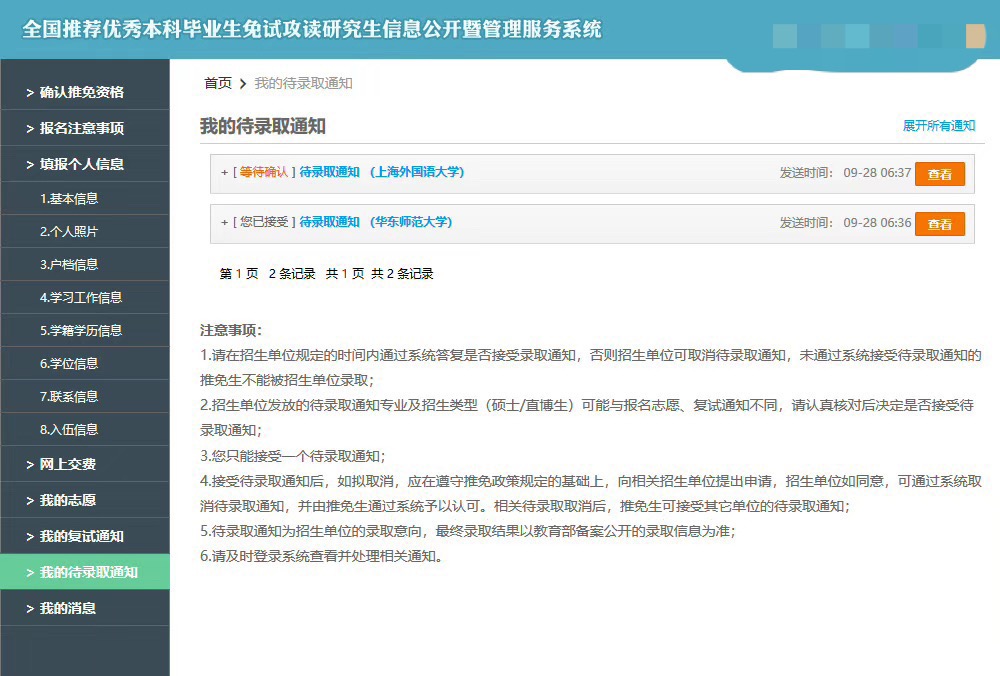 全国推荐优秀本科毕业生免试攻读研究生信息公开暨管理服务系统
> 确认推免资格
> 报名注意事项
> 填报个人信息
1.基本信息
2.个人照片
3.户档信息
4.学习工作信息
5.学籍学历信息
6.学位信息
7.联系信息
8.入伍信息
> 网上交费
> 我的志愿
> 我的复试通知
> 我的待录取通知
> 我的消息
首页 > 我的待录取通知
我的待录取通知 展开所有通知
+ [ 等待确认 ] 待录取通知 （上海外国语大学） 发送时间： 09-28 06:37 查看
+ [ 您已接受 ] 待录取通知 （华东师范大学） 发送时间： 09-28 06:36 查看
第 1 页 2 条记录 共 1 页 共 2 条记录
注意事项：
1.请在招生单位规定的时间内通过系统答复是否接受录取通知，否则招生单位可取消待录取通知，未通过系统接受待录取通知的
推免生不能被招生单位录取；
2.招生单位发放的待录取通知专业及招生类型（硕士/直博生）可能与报名志愿、复试通知不同，请认真核对后决定是否接受待
录取通知；
3.您只能接受一个待录取通知；
4.接受待录取通知后，如拟取消，应在遵守推免政策规定的基础上，向相关招生单位提出申请，招生单位如同意，可通过系统取
消待录取通知，并由推免生通过系统予以认可。相关待录取取消后，推免生可接受其它单位的待录取通知；
5.待录取通知为招生单位的录取意向，最终录取结果以教育部备案公开的录取信息为准；
6.请及时登录系统查看并处理相关通知。